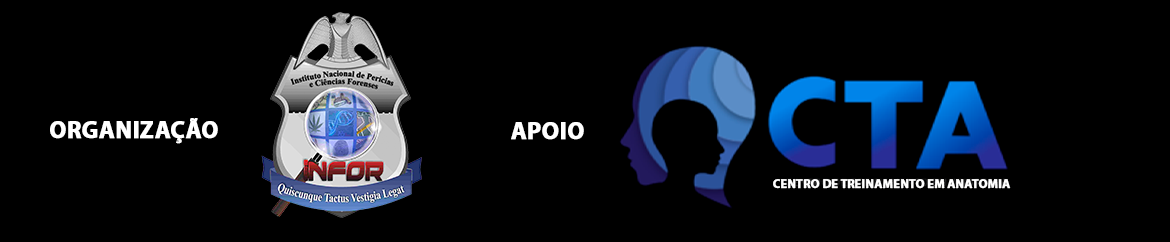 ORGANIZAÇÃO
Instituto Nacional de Perícias
e Ciências Forenses
INFOR
Quiscunque Tactus Vestigia Legat
APOIO
CTA
CENTRO DE TREINAMENTO EM ANATOMIA